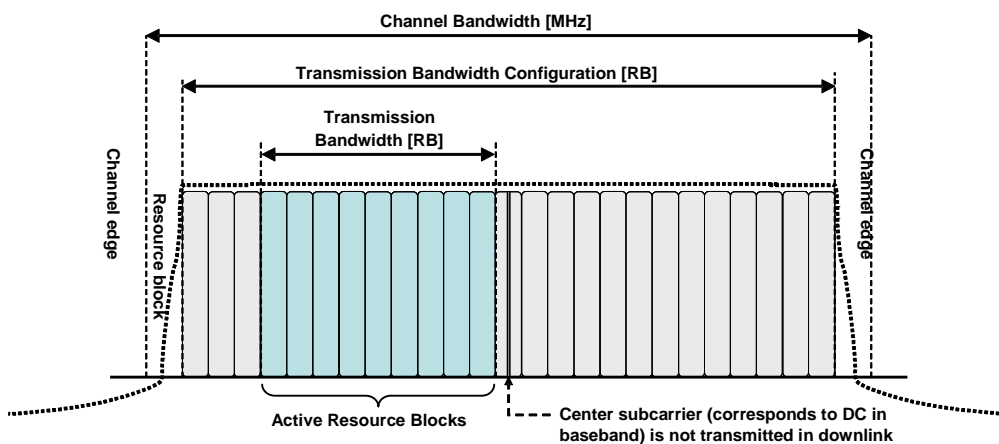 Channel Bandwidth [MHz]
Transmission Bandwidth Configuration [RB]
Transmission
Bandwidth [RB]
Channel edge
Resource block
Channel edge
Active Resource Blocks
Center subcarrier (corresponds to DC in
baseband) is not transmitted in downlink